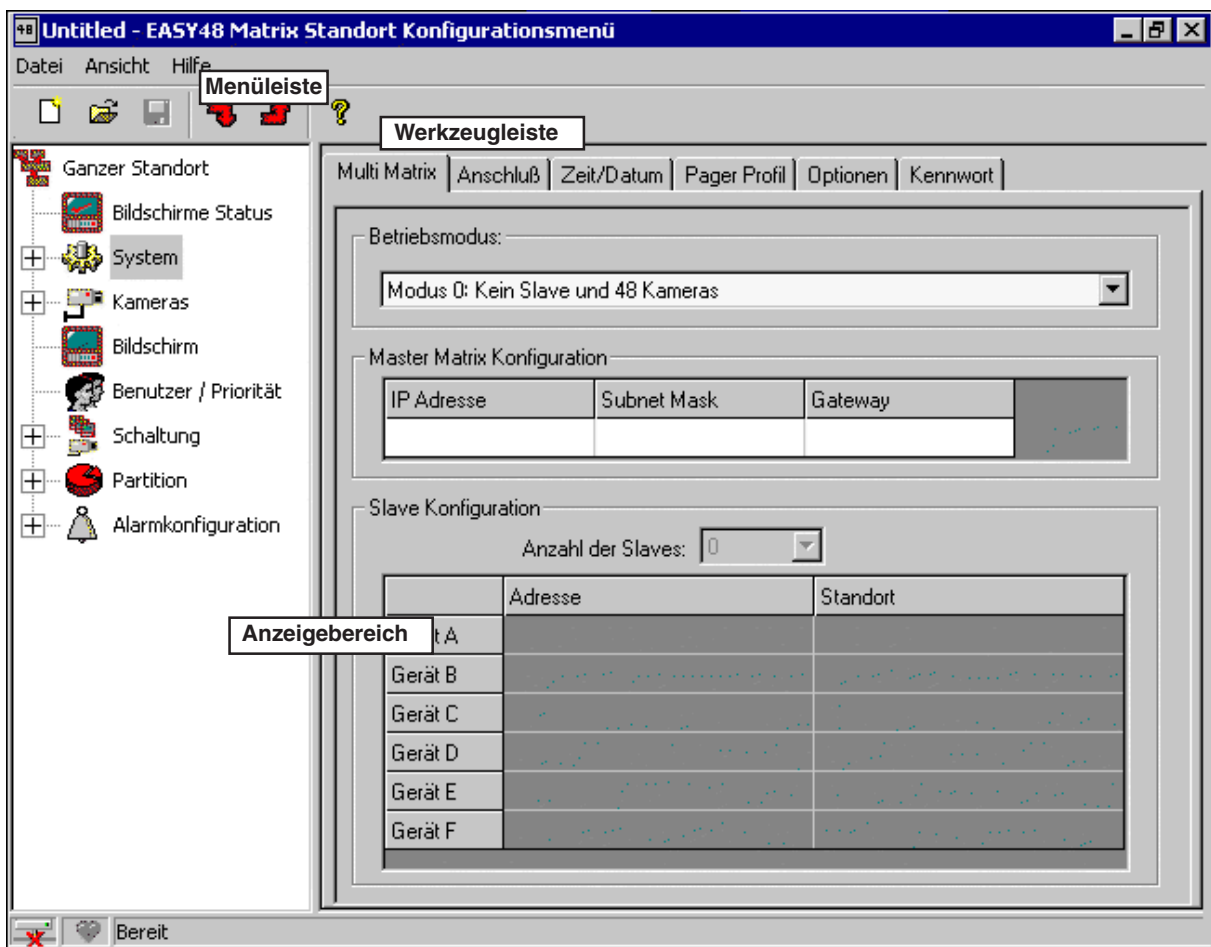 48 Untitled - EASY48 Matrix Standort Konfigurationsmenü
Datei Ansicht Hilfe
Menüleiste
Werkzeugleiste
Ganzer Standort
Bildschirme Status
System
Kameras
Bildschirm
Benutzer / Priorität
Schaltung
Partition
Alarmkonfiguration
Multi Matrix Anschluß Zeit/Datum Pager Profil Optionen Kennwort
Betriebsmodus:
Modus 0: Kein Slave und 48 Kameras
Master Matrix Konfiguration
IP Adresse Subnet Mask Gateway
Slave Konfiguration
Anzahl der Slaves: 0
Adresse Standort
Anzeigebereich
t A
Gerät B
Gerät C
Gerät D
Gerät E
Gerät F
Bereit